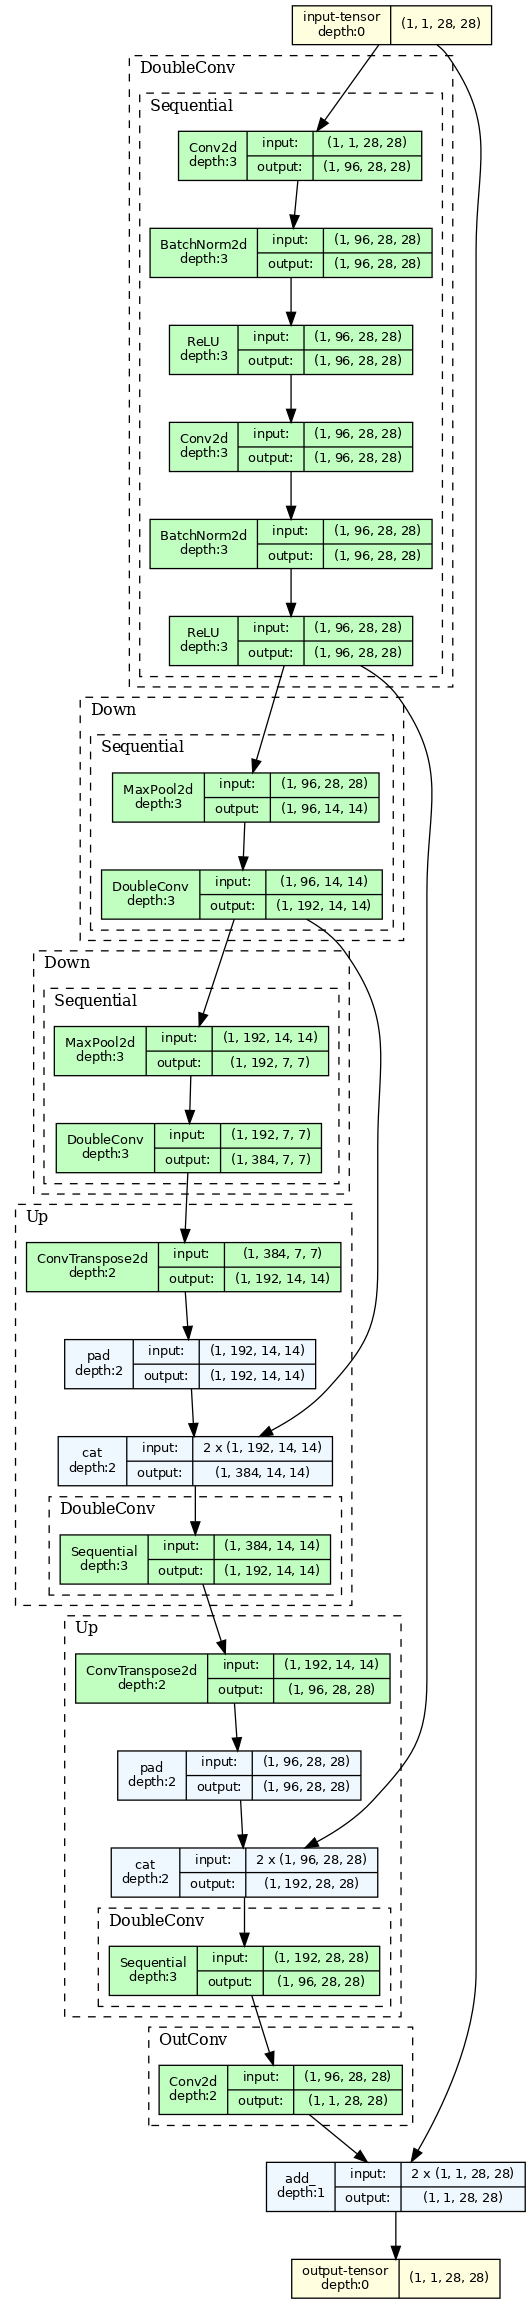 input-tensor
depth:0
(1, 1, 28, 28)
DoubleConv
Sequential
Conv2d
depth:3
input:
(1, 1, 28, 28)
output:
(1, 96, 28, 28)
BatchNorm2d
depth:3
input:
(1, 96, 28, 28)
output:
(1, 96, 28, 28)
ReLU
depth:3
input:
(1, 96, 28, 28)
output:
(1, 96, 28, 28)
Conv2d
depth:3
input:
(1, 96, 28, 28)
output:
(1, 96, 28, 28)
BatchNorm2d
depth:3
input:
(1, 96, 28, 28)
output:
(1, 96, 28, 28)
ReLU
depth:3
input:
(1, 96, 28, 28)
output:
(1, 96, 28, 28)
Down
Sequential
MaxPool2d
depth:3
input:
(1, 96, 28, 28)
output:
(1, 96, 14, 14)
DoubleConv
depth:3
input:
(1, 96, 14, 14)
output:
(1, 192, 14, 14)
Down
Sequential
MaxPool2d
depth:3
input:
(1, 192, 14, 14)
output:
(1, 192, 7, 7)
DoubleConv
depth:3
input:
(1, 192, 7, 7)
output:
(1, 384, 7, 7)
Up
ConvTranspose2d
depth:2
input:
(1, 384, 7, 7)
output:
(1, 192, 14, 14)
pad
depth:2
input:
(1, 192, 14, 14)
output:
(1, 192, 14, 14)
cat
depth:2
input:
2 x (1, 192, 14, 14)
output:
(1, 384, 14, 14)
DoubleConv
Sequential
depth:3
input:
(1, 384, 14, 14)
output:
(1, 192, 14, 14)
Up
ConvTranspose2d
depth:2
input:
(1, 192, 14, 14)
output:
(1, 96, 28, 28)
pad
depth:2
input:
(1, 96, 28, 28)
output:
(1, 96, 28, 28)
cat
depth:2
input:
2 x (1, 96, 28, 28)
output:
(1, 192, 28, 28)
DoubleConv
Sequential
depth:3
input:
(1, 192, 28, 28)
output:
(1, 96, 28, 28)
OutConv
Conv2d
depth:2
input:
(1, 96, 28, 28)
output:
(1, 1, 28, 28)
add_
depth:1
input:
2 x (1, 1, 28, 28)
output:
(1, 1, 28, 28)
output-tensor
depth:0
(1, 1, 28, 28)